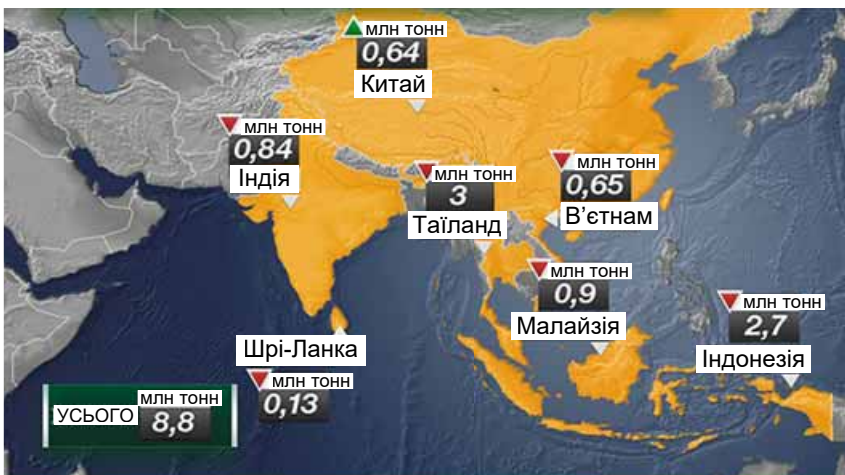 МЛН ТОНН
0,64
Китай
МЛН ТОНН
0,84
Індія
МЛН ТОНН
3
Таїланд
МЛН ТОНН
0,65
В’єтнам
МЛН ТОНН
0,9
Малайзія
МЛН ТОНН
2,7
Індонезія
Шрі-Ланка
МЛН ТОНН
0,13
УСЬОГО
МЛН ТОНН
8,8